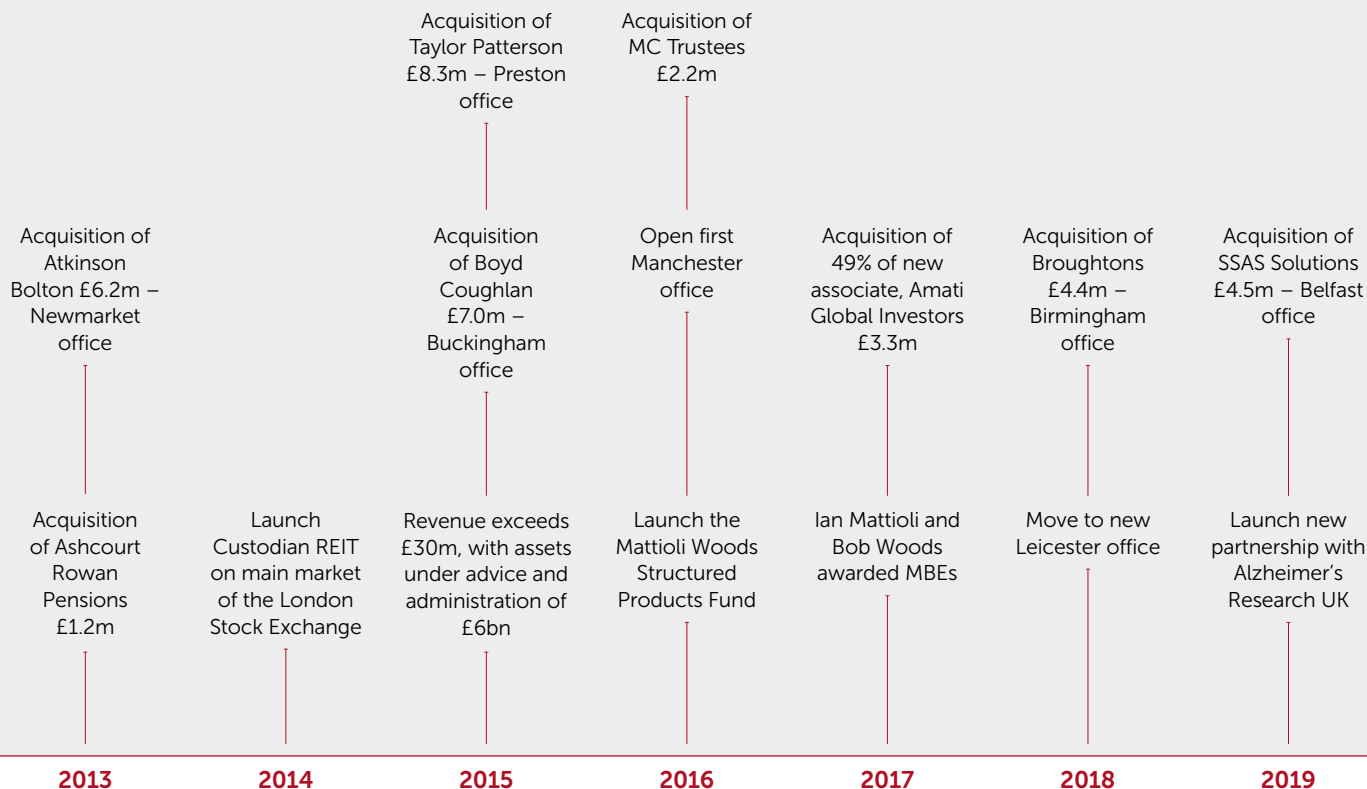 Acquisition of
Taylor Patterson
£8.3m – Preston
office
Acquisition of
MC Trustees
£2.2m
Acquisition of
Atkinson
Bolton £6.2m –
Newmarket
office
Acquisition
of Boyd
Coughlan
£7.0m –
Buckingham
office
Open first
Manchester
office
Acquisition of
49% of new
associate, Amati
Global Investors
£3.3m
Acquisition of
Broughtons
£4.4m –
Birmingham
office
Acquisition of
SSAS Solutions
£4.5m – Belfast
office
Acquisition
of Ashcourt
Rowan
Pensions
£1.2m
Launch
Custodian REIT
on main market
of the London
Stock Exchange
Revenue exceeds
£30m, with assets
under advice and
administration of
£6bn
Launch the
Mattioli Woods
Structured
Products Fund
Ian Mattioli and
Bob Woods
awarded MBEs
Move to new
Leicester office
Launch new
partnership with
Alzheimer’s
Research UK
2013 2014 2015 2016 2017 2018 2019